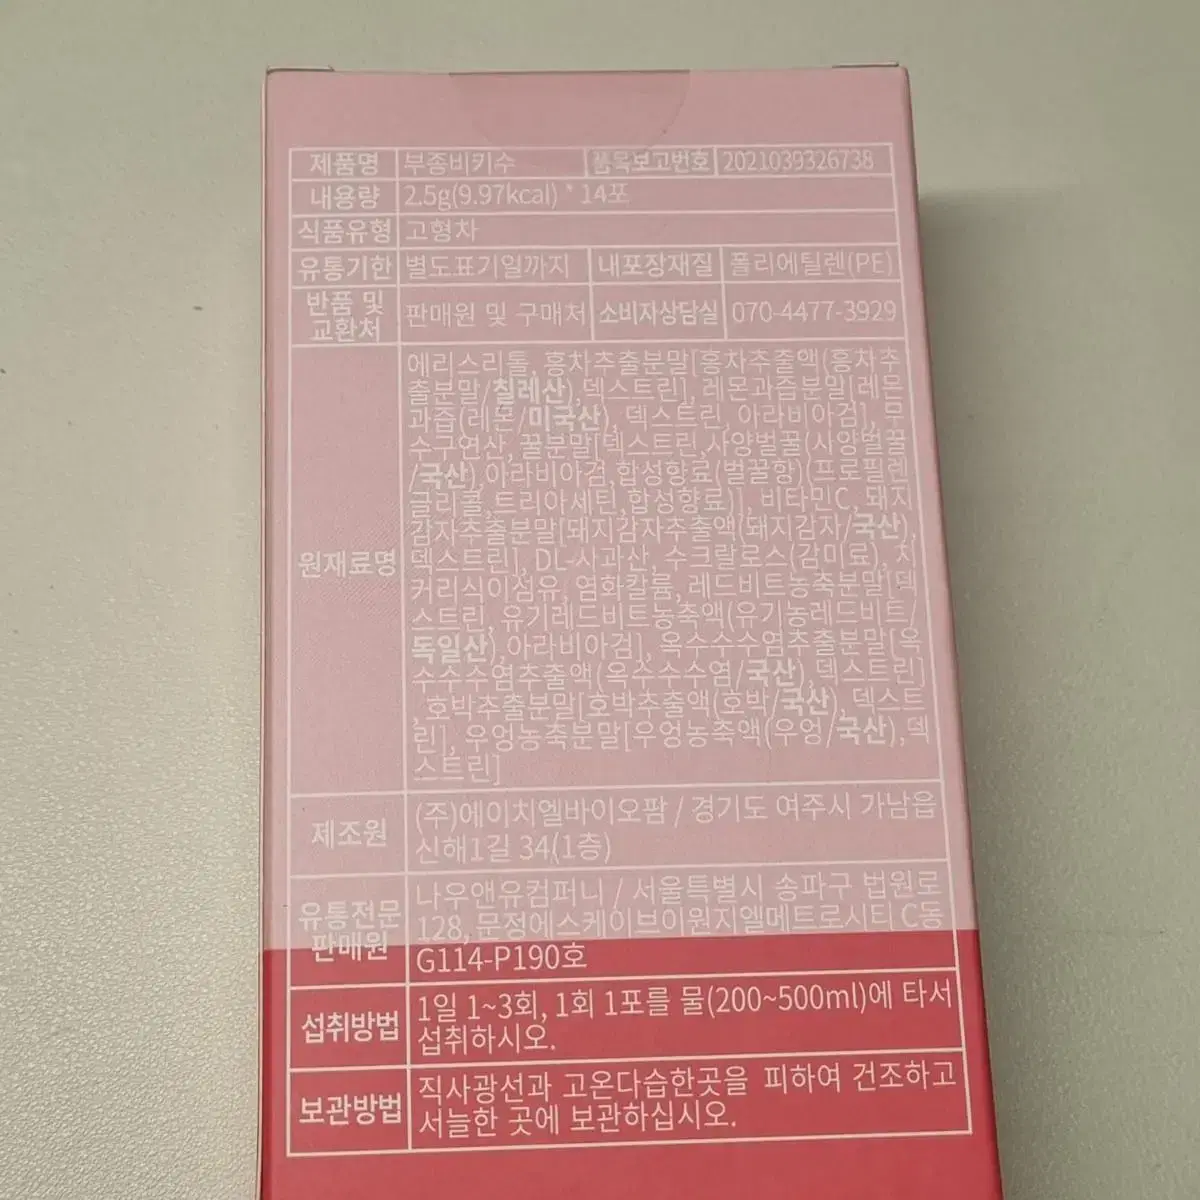 제품명 부종비키수 품목보고번호 2021039326738
내용량 2.5g(9.97kcal) * 14포
식품유형 고형차
유통기한 별도표기일까지 내포장재질 폴리에틸렌(PE)
반품 및 교환처 판매원 및 구매처 소비자상담실 070-4477-3929
원재료명
에리스리톨, 홍차추출분말[홍차추출액(홍차추
출분말/칠레산),덱스트린], 레몬과즙분말[레몬
과즙(레몬/미국산), 덱스트린, 아라비아검], 무
수구연산, 꿀분말[덱스트린,사양벌꿀(사양벌꿀
/국산),아라비아검,합성향료(벌꿀향)(프로필렌
글리콜,트리아세틴,합성향료)], 비타민C, 돼지
감자추출분말[돼지감자추출액(돼지감자/국산),
덱스트린], DL-사과산, 수크랄로스(감미료), 치
커리식이섬유, 염화칼륨, 레드비트농축분말[덱
스트린, 유기레드비트농축액(유기농레드비트/
독일산),아라비아검], 옥수수수염추출분말[옥
수수수염추출액(옥수수수염/국산),덱스트린]
, 호박추출분말[호박추출액(호박/국산), 덱스트
린], 우엉농축분말[우엉농축액(우엉/국산),덱
스트린]
제조원
(주)에이치엘바이오팜 / 경기도 여주시 가남읍
신해1길 34(1층)
유통전문
판매원
나우앤유컴퍼니 / 서울특별시 송파구 법원로
128, 문정에스케이브이원지엘메트로시티 C동
G114-P190호
섭취방법
1일 1~3회, 1회 1포를 물(200~500ml)에 타서
섭취하시오.
보관방법
직사광선과 고온다습한곳을 피하여 건조하고
서늘한 곳에 보관하십시오.